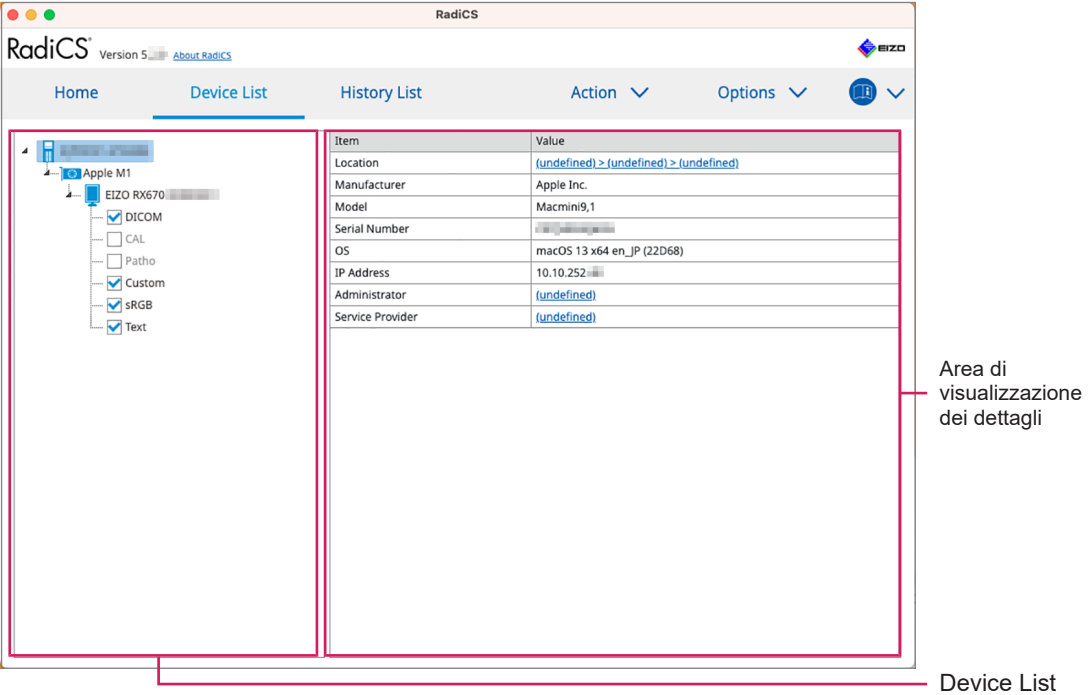 RadiCS
RadiCS® Version 5. About RadiCS
EIZO
Home Device List History List Action Options
Apple M1
EIZO RX670
DICOM
CAL
Patho
Custom
sRGB
Text
Item Value
Location (undefined) > (undefined) > (undefined)
Manufacturer Apple Inc.
Model Macmini9,1
Serial Number
OS macOS 13 x64 en_JP (22D68)
IP Address 10.10.252
Administrator (undefined)
Service Provider (undefined)
Area di
visualizzazione
dei dettagli
Device List